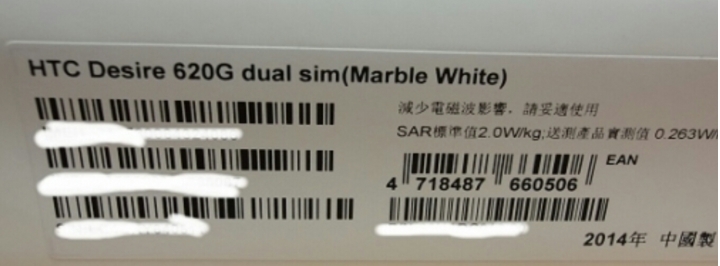 HTC Desire 620G dual sim(Marble White)
減少電磁波影響，請妥適使用
SAR標準值2.0W/kg;送測產品實測值 0.263W/
EAN
4 718487 660506
2014年 中國製